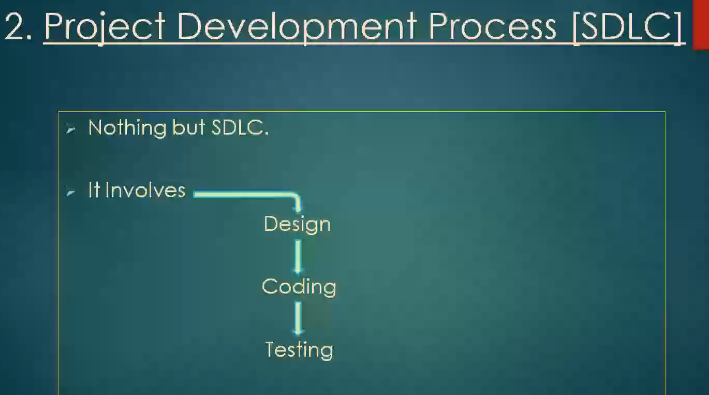 2. Project Development Process [SDLC]
Nothing but SDLC.
It Involves
Design
Coding
Testing